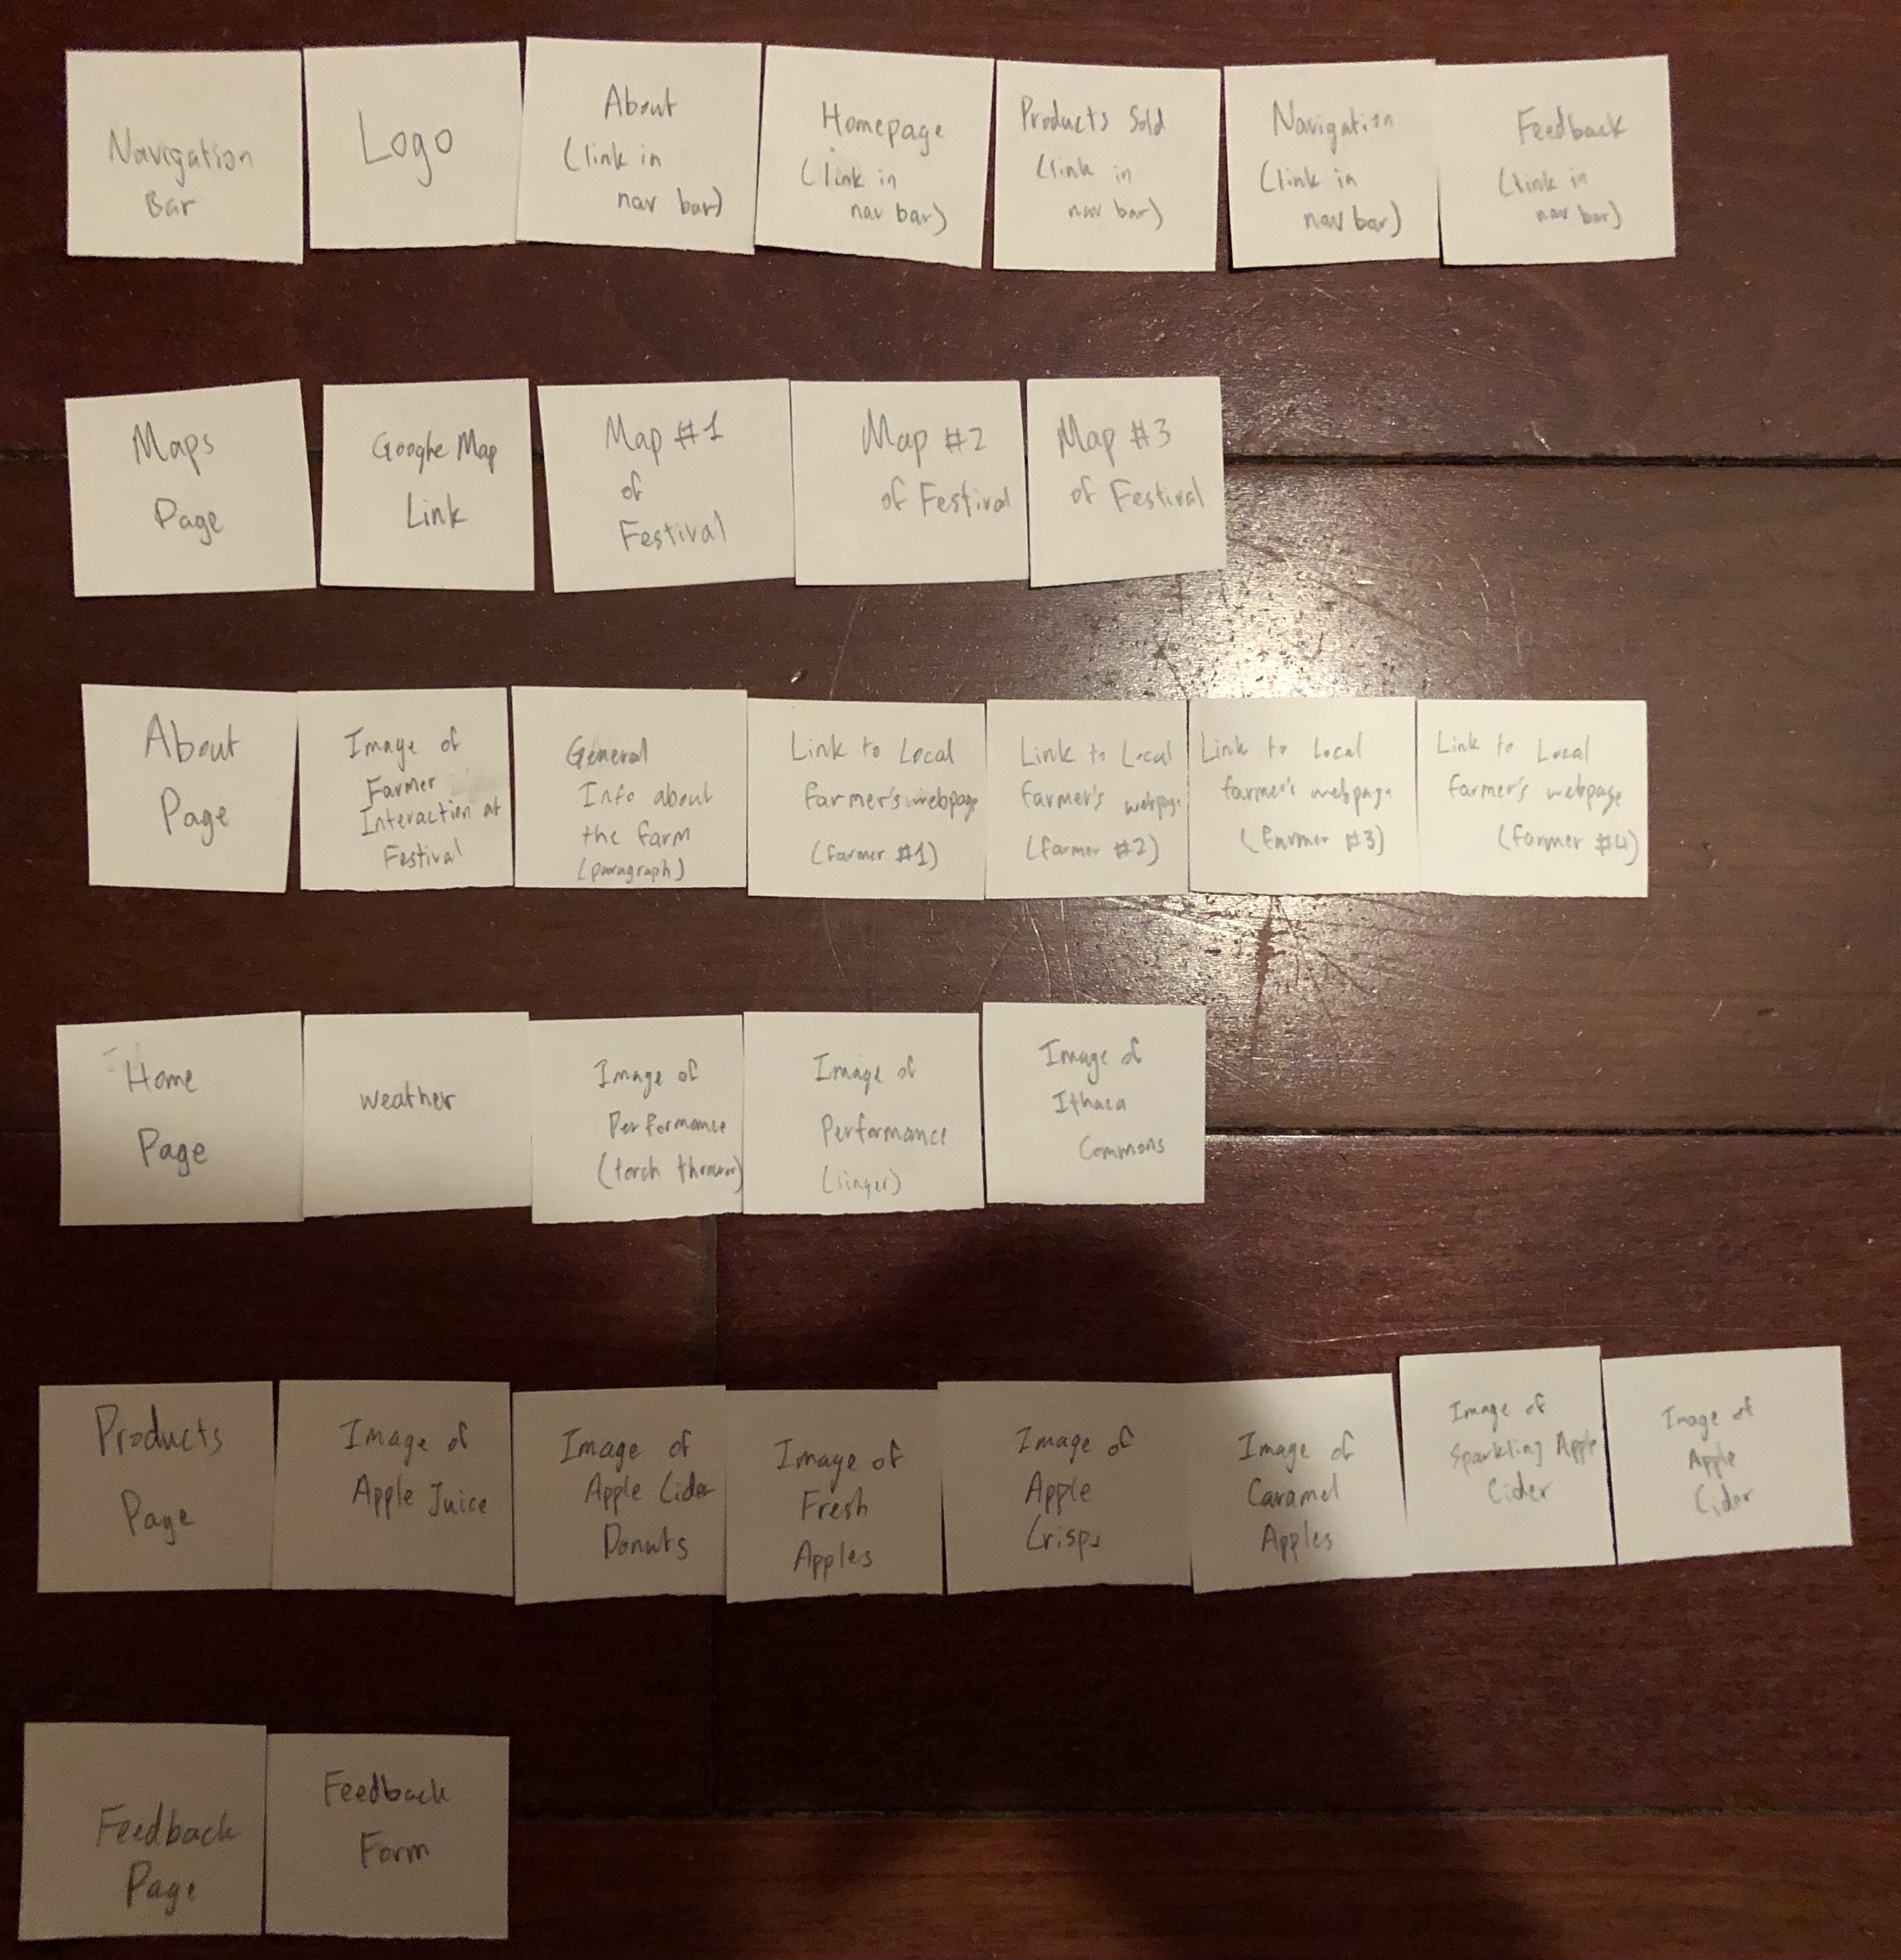 Navigation
Bar
Logo
About
(link in
nav bar)
Homepage
(link in
nav bar)
Products Sold
(link in
nav bar)
Navigation
(link in
nav bar)
Feedback
(link in
nav bar)
Maps
Page
Google Map
Link
Map #1
of
Festival
Map #2
of Festival
Map #3
of Festival
About
Page
Image of
Farmer
Interaction at
Festival
General
Info about
the farm
(paragraph)
Link to Local
farmer's webpage
(farmer #1)
Link to Local
farmer's webpage
(farmer #2)
Link to Local
farmer's webpage
(farmer #3)
Link to Local
farmer's webpage
(farmer #4)
Home
Page
weather
Image of
Performance
(torch thrower)
Image of
Performance
(singer)
Image of
Ithaca
Commons
Products
Page
Image of
Apple Juice
Image of
Apple Cider
Donuts
Image of
Fresh
Apples
Image of
Apple
Crisps
Image of
Caramel
Apples
Image of
Sparkling Apple
Cider
Image of
Apple
Cider
Feedback
Page
Feedback
Form